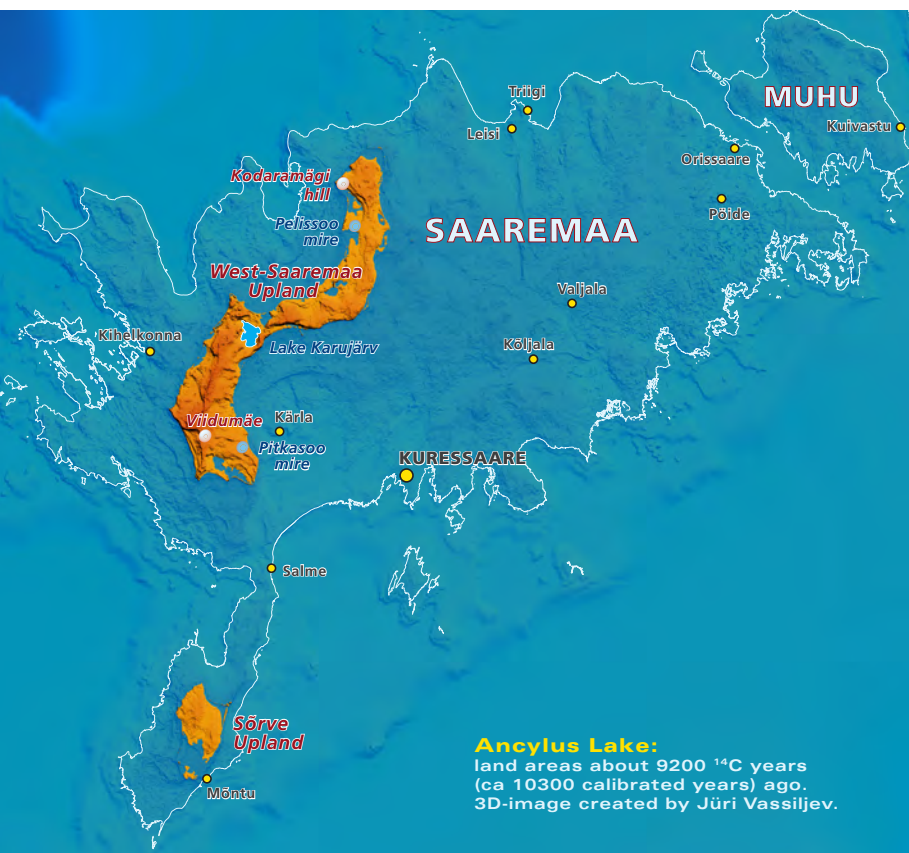 Triigi
MUHU
Leisi
Kuivastu
Orissaare
Kodaramägi
hill
Pöide
Pelissoo
mire
SAAREMAA
West-Saaremaa
Upland
Valjala
Kihelkonna
Lake Karujärv
Kõljala
Viidumäe
Kärla
Pitkasoo
mire
KURESSAARE
Salme
Sõrve
Upland
Mõntu
Ancylus Lake:
land areas about 9200 ¹⁴C years
(ca 10300 calibrated years) ago.
3D-image created by Jüri Vassiljev.